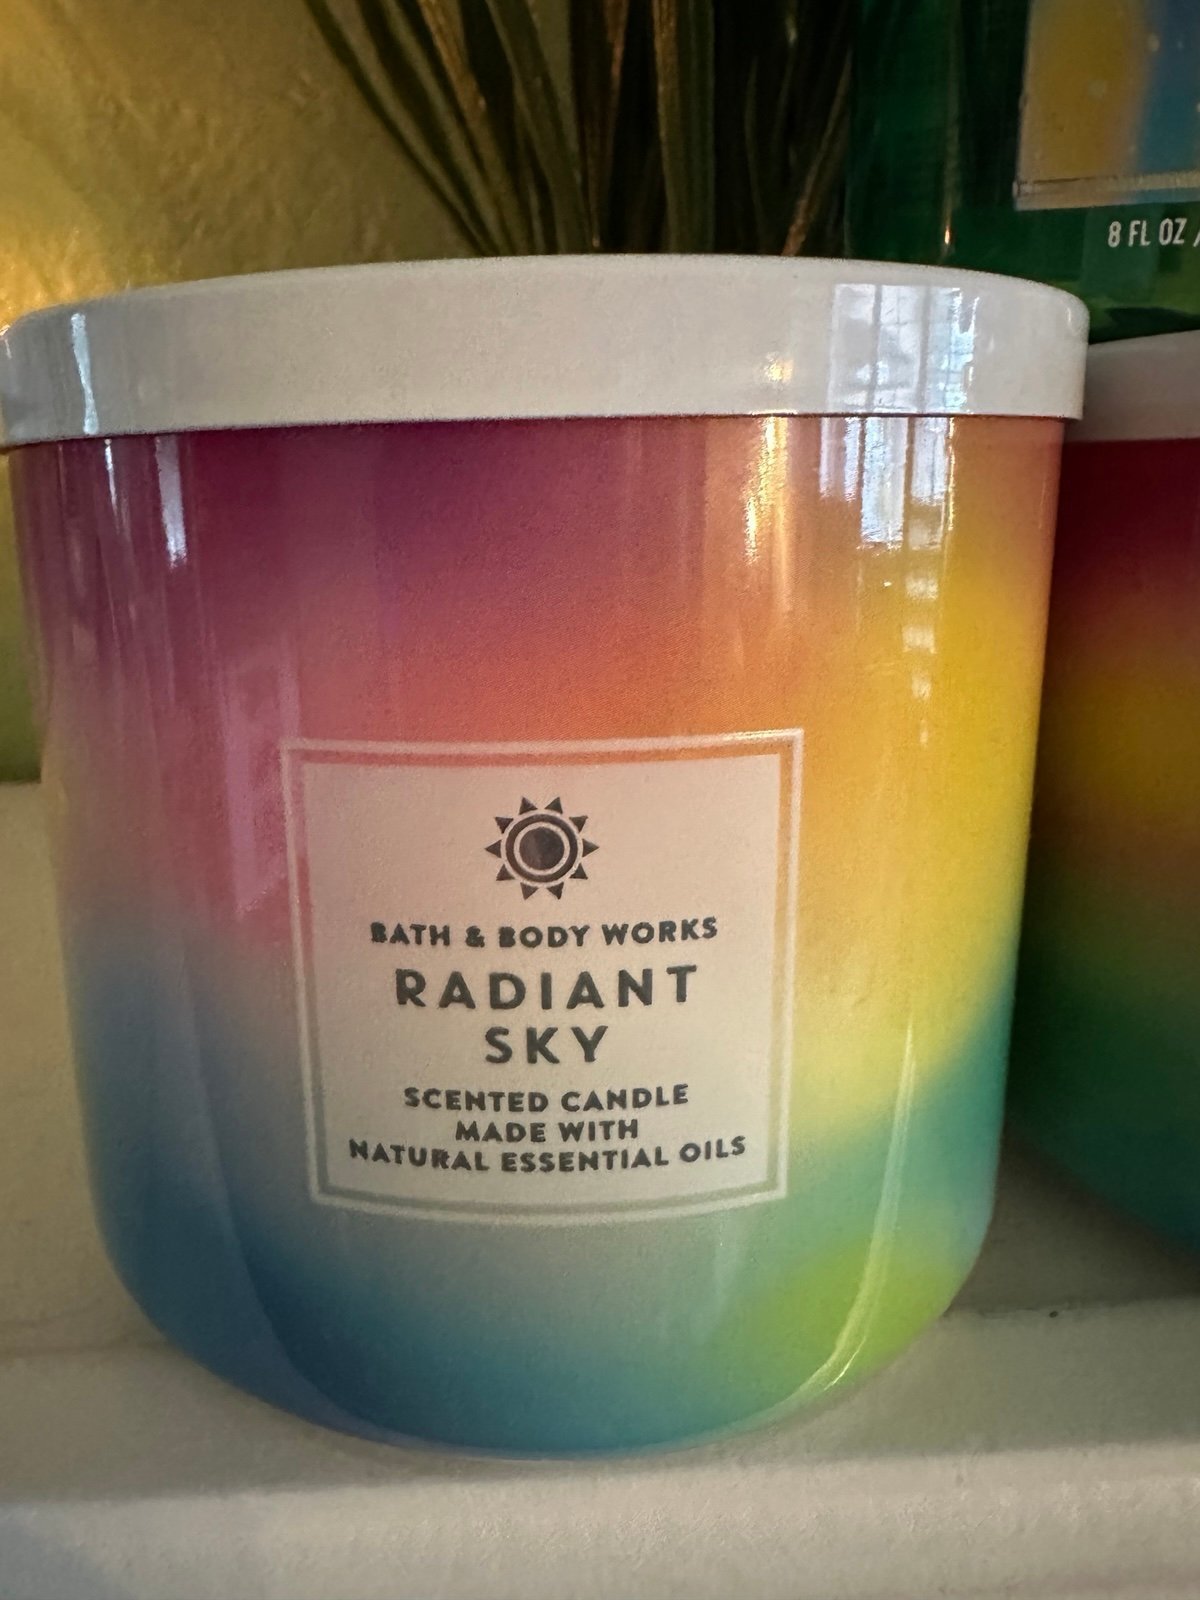 8 FL OZ /
BATH & BODY WORKS
RADIANT
SKY
SCENTED CANDLE
MADE WITH
NATURAL ESSENTIAL OILS